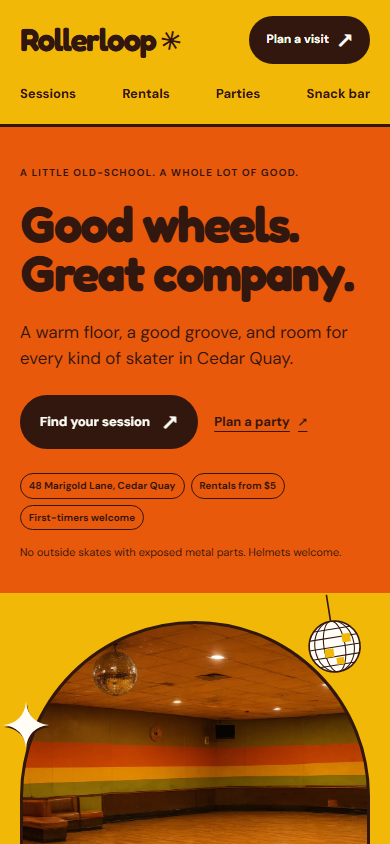 Rollerloop
Plan a visit ↗
Sessions Rentals Parties Snack bar
A LITTLE OLD-SCHOOL. A WHOLE LOT OF GOOD.
Good wheels.
Great company.
A warm floor, a good groove, and room for
every kind of skater in Cedar Quay.
Find your session ↗ Plan a party ↗
48 Marigold Lane, Cedar Quay Rentals from $5
First-timers welcome
No outside skates with exposed metal parts. Helmets welcome.